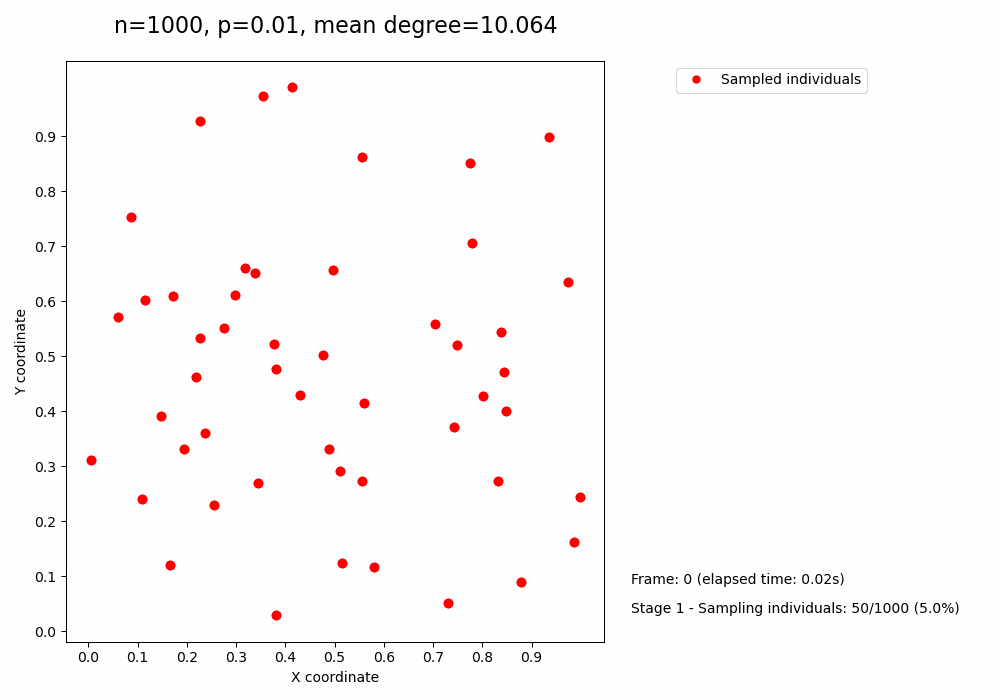 n=1000, p=0.01, mean degree=10.064
Sampled individuals
0.9
0.8
0.7
0.6
0.5
0.4
0.3
0.2
0.1
0.0
Y coordinate
0.0 0.1 0.2 0.3 0.4 0.5 0.6 0.7 0.8 0.9
X coordinate
Frame: 0 (elapsed time: 0.02s)
Stage 1 - Sampling individuals: 50/1000 (5.0%)